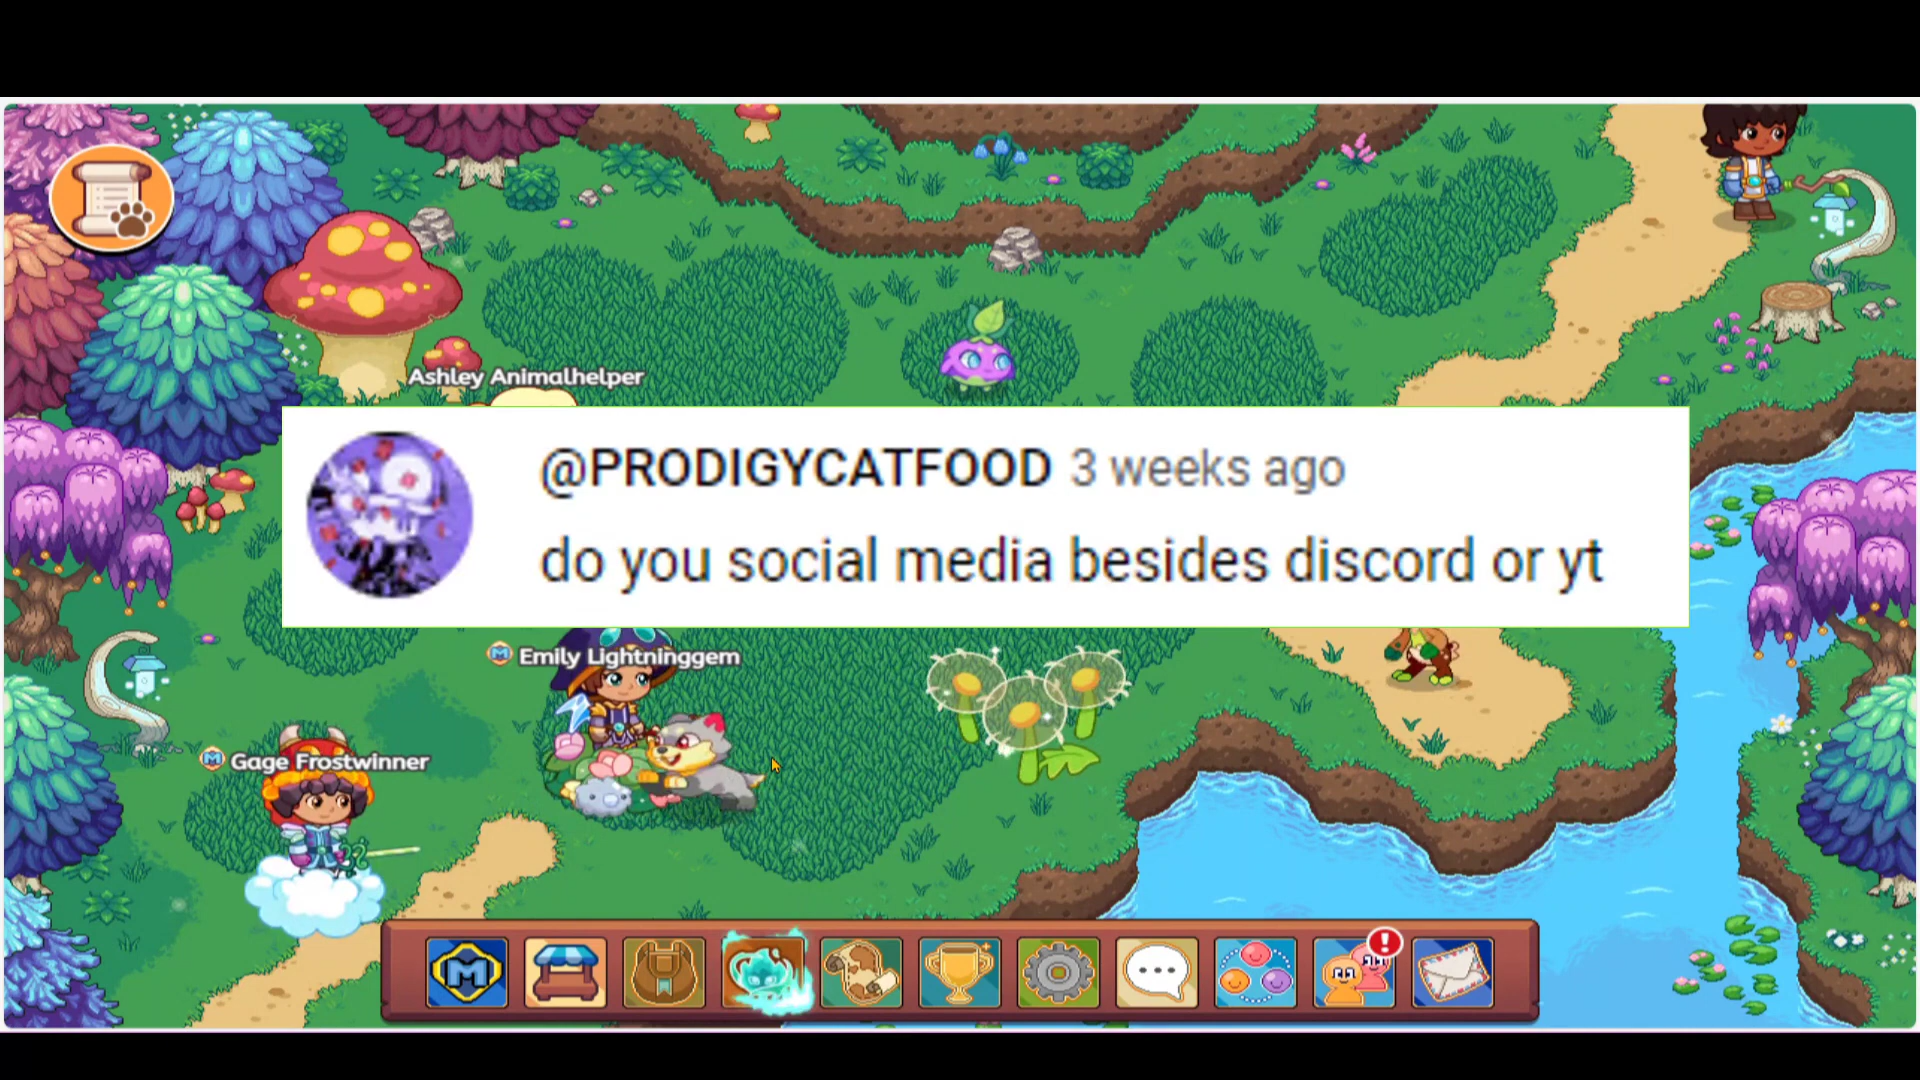 Ashley Animalhelper
@PRODIGYCATFOOD 3 weeks ago
do you social media besides discord or yt
M Emily Lightninggem
M Gage Frostwinner
M
!